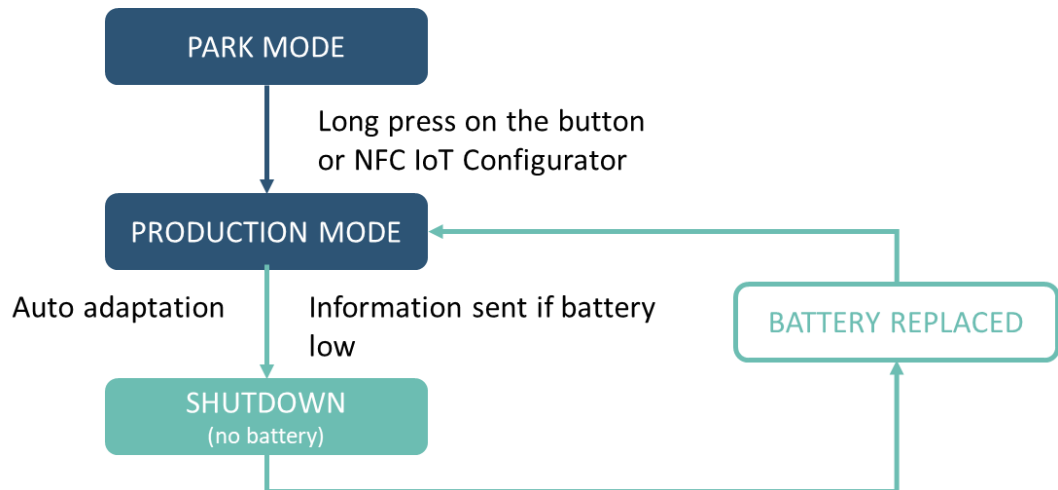 PARK MODE
Long press on the button
or NFC IoT Configurator
PRODUCTION MODE
Auto adaptation
Information sent if battery
low
BATTERY REPLACED
SHUTDOWN
(no battery)